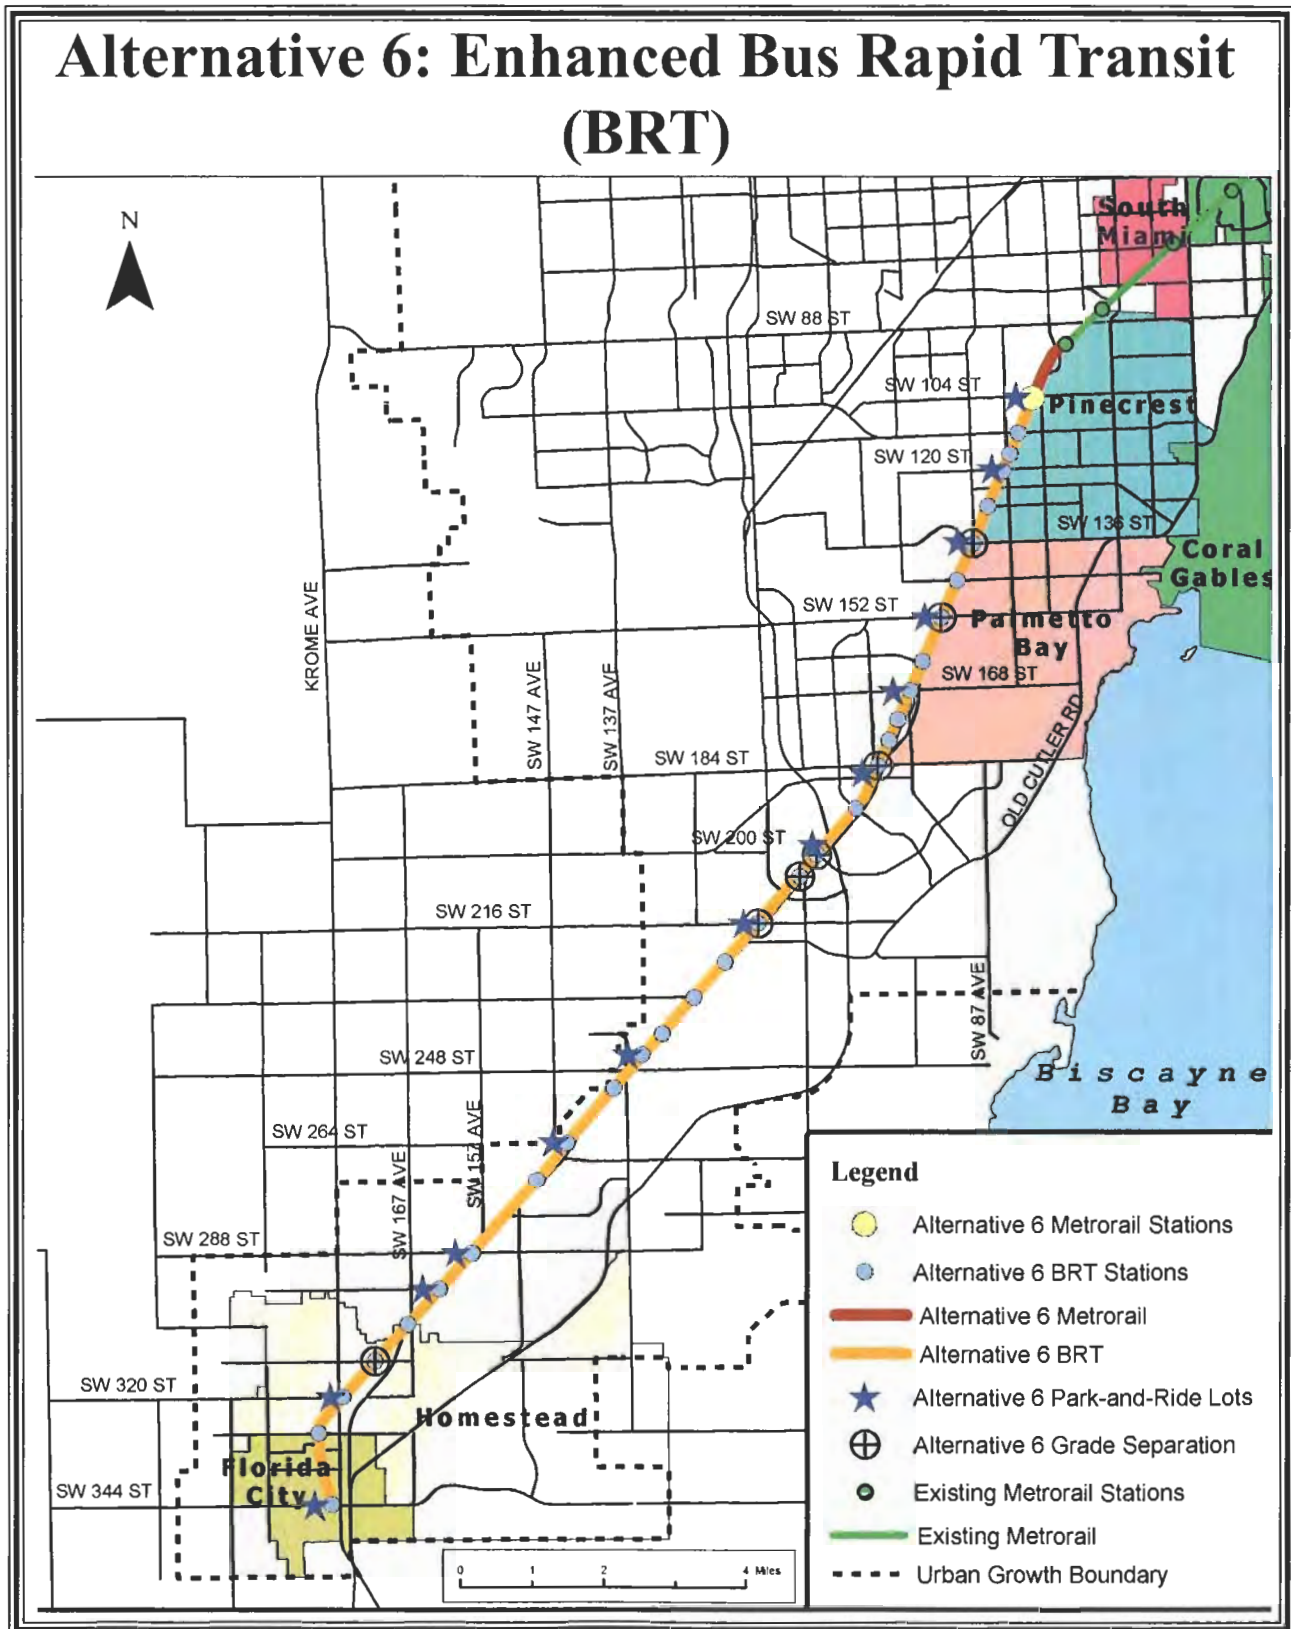 Alternative 6: Enhanced Bus Rapid Transit
(BRT)
N
South
Miami
SW 88 ST
SW 104 ST
Pinecrest
SW 120 ST
SW 136 ST
Coral
Gables
KROME AVE
SW 152 ST
Palmetto
Bay
SW 168 ST
SW 147 AVE
SW 137 AVE
OLD CUTLER RD
SW 184 ST
SW 200 ST
SW 216 ST
SW 87 AVE
SW 248 ST
Biscayne
Bay
SW 264 ST
SW 157 AVE
SW 167 AVE
SW 288 ST
SW 320 ST
Homestead
Florida
City
SW 344 ST
0 1 2 4 Miles
Legend
Alternative 6 Metrorail Stations
Alternative 6 BRT Stations
Alternative 6 Metrorail
Alternative 6 BRT
Alternative 6 Park-and-Ride Lots
Alternative 6 Grade Separation
Existing Metrorail Stations
Existing Metrorail
Urban Growth Boundary